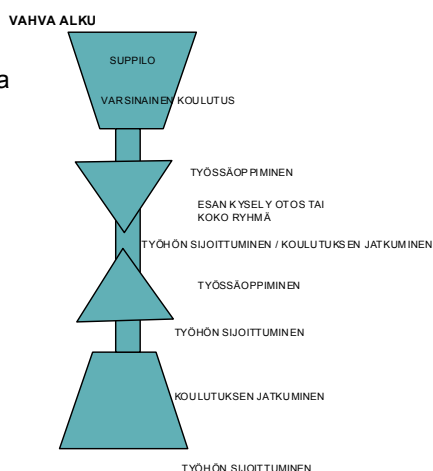 VAHVA ALKU
SUPPILO
a
VARSINAINEN KOULUTUS
TYÖSSÄOPPIMINEN
ESAN KYSELY OTOS TAI
KOKO RYHMÄ
TYÖHÖN SIJOITTUMINEN / KOULUTUKSEN JATKUMINEN
TYÖSSÄOPPIMINEN
TYÖHÖN SIJOITTUMINEN
KOULUTUKSEN JATKUMINEN
TYÖHÖN SIJOITTUMINEN